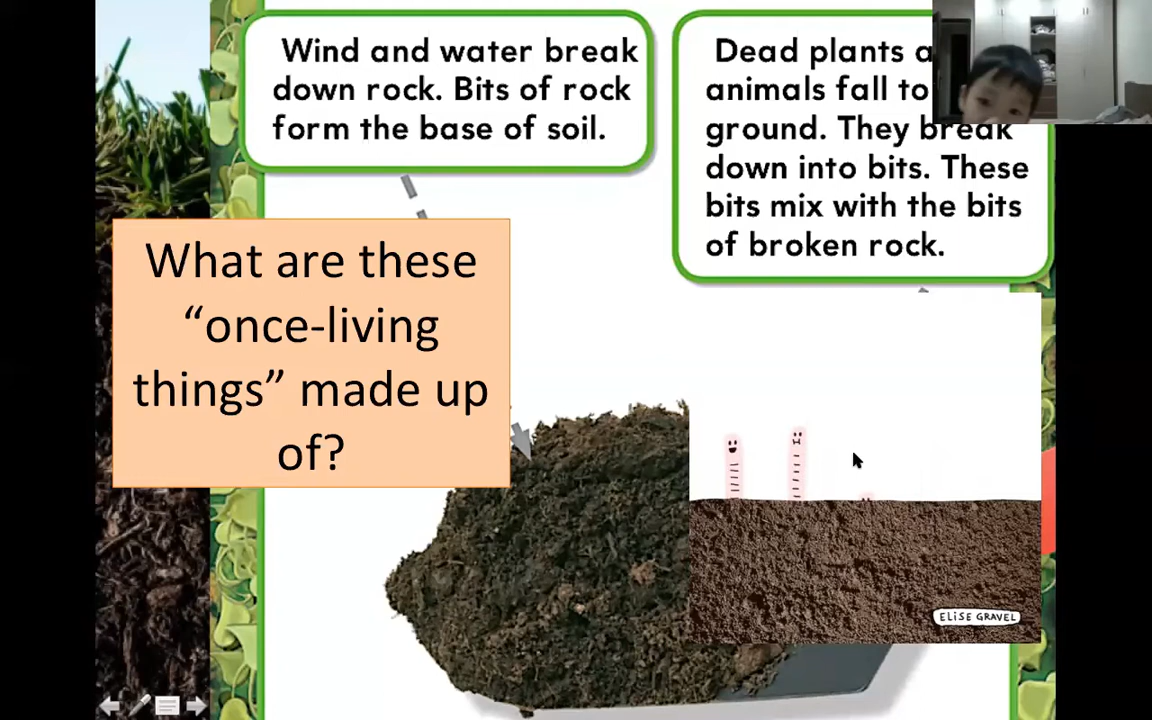 Wind and water break
down rock. Bits of rock
form the base of soil.
Dead plants
animals fall to
ground. They break
down into bits. These
bits mix with the bits
of broken rock.
What are these
“once-living
things” made up
of?
ELISE GRAVEL